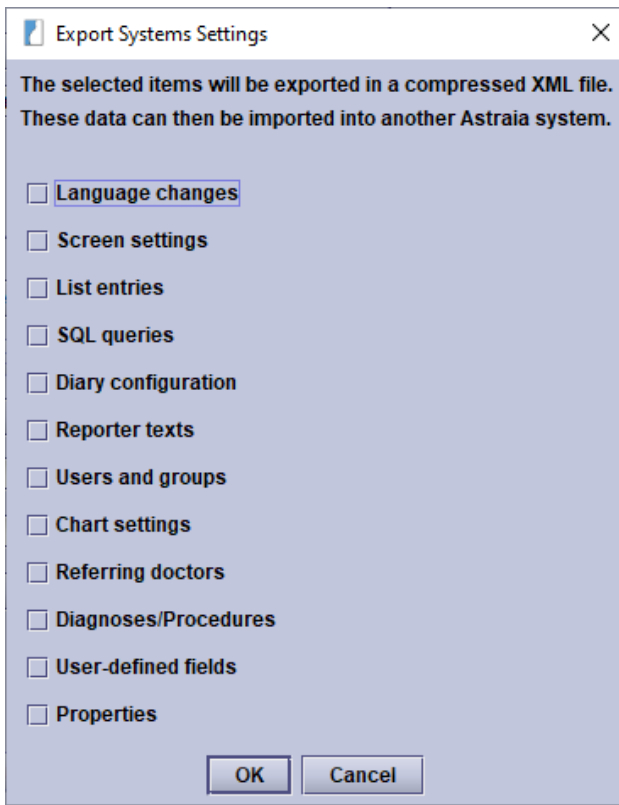 Export Systems Settings
The selected items will be exported in a compressed XML file.
These data can then be imported into another Astraia system.
Language changes
Screen settings
List entries
SQL queries
Diary configuration
Reporter texts
Users and groups
Chart settings
Referring doctors
Diagnoses/Procedures
User-defined fields
Properties
OK Cancel